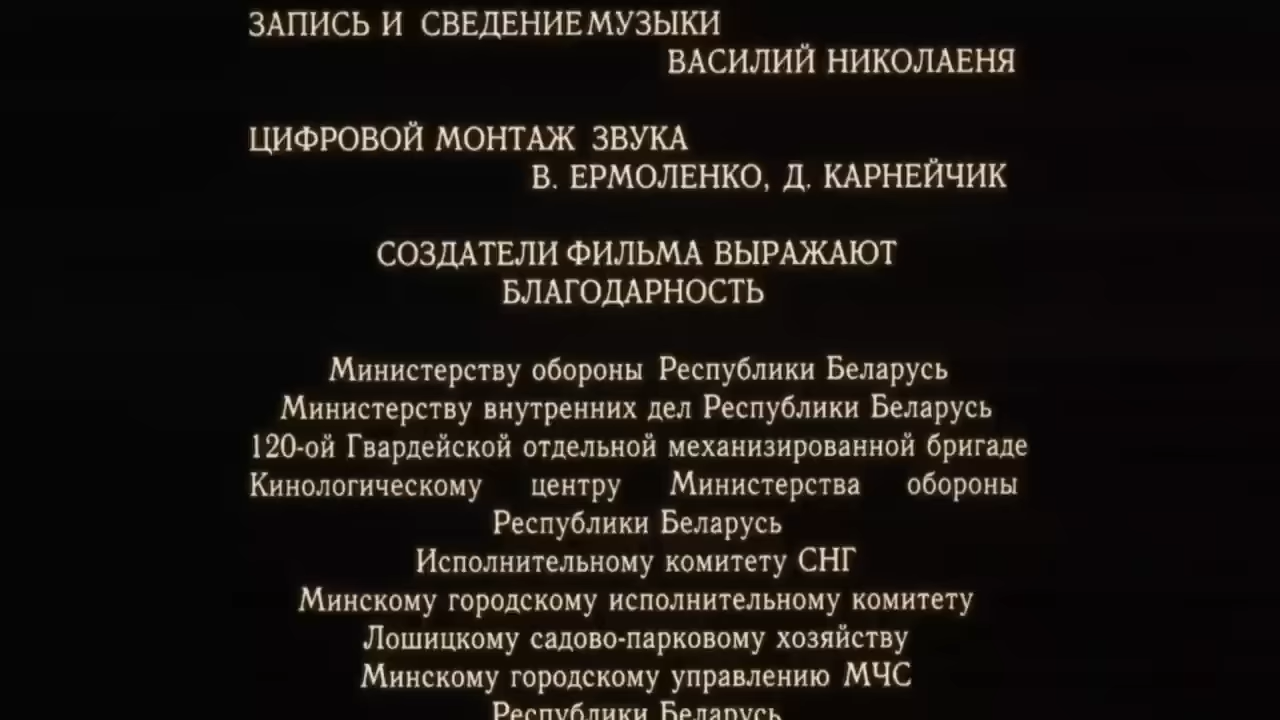 ЗАПИСЬ И СВЕДЕНИЕ МУЗЫКИ
ВАСИЛИЙ НИКОЛАЕНЯ
ЦИФРОВОЙ МОНТАЖ ЗВУКА
В. ЕРМОЛЕНКО, Д. КАРНЕЙЧИК
СОЗДАТЕЛИ ФИЛЬМА ВЫРАЖАЮТ
БЛАГОДАРНОСТЬ
Министерству обороны Республики Беларусь
Министерству внутренних дел Республики Беларусь
120-ой Гвардейской отдельной механизированной бригаде
Кинологическому центру Министерства обороны
Республики Беларусь
Исполнительному комитету СНГ
Минскому городскому исполнительному комитету
Лошицкому садово-парковому хозяйству
Минскому городскому управлению МЧС
Республики Беларусь